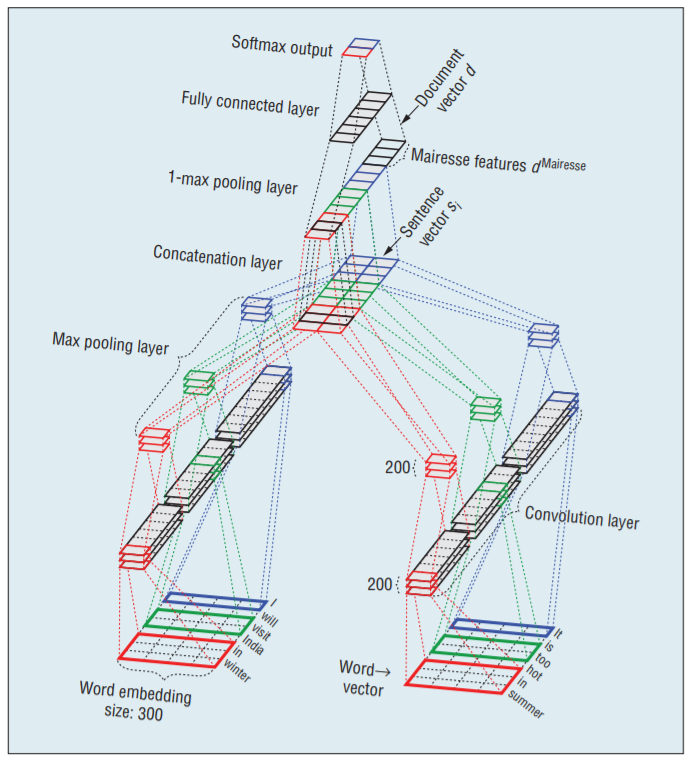 Softmax output
Document
vector d
Fully connected layer
Mairesse features d^Mairesse
1-max pooling layer
Sentence
vector s_i
Concatenation layer
Max pooling layer
200
Convolution layer
200
I
will
visit
India
in
winter
It
is
too
hot
in
summer
Word→
vector
Word embedding
size: 300